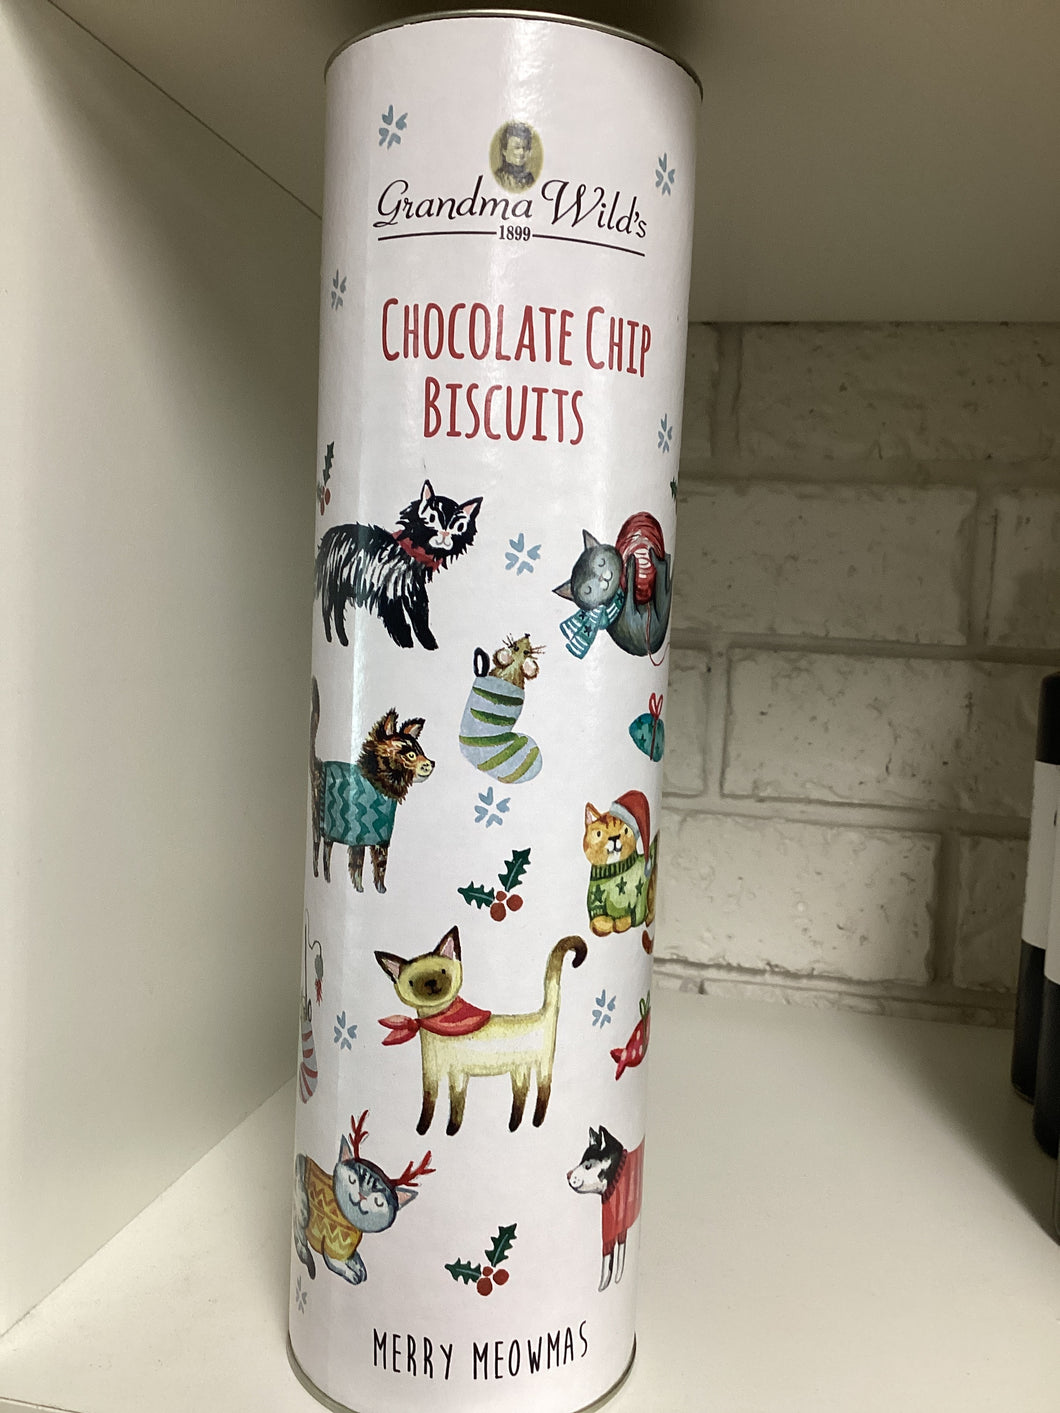 Grandma Wild's
1899
CHOCOLATE CHIP
BISCUITS
MERRY MEOWMAS